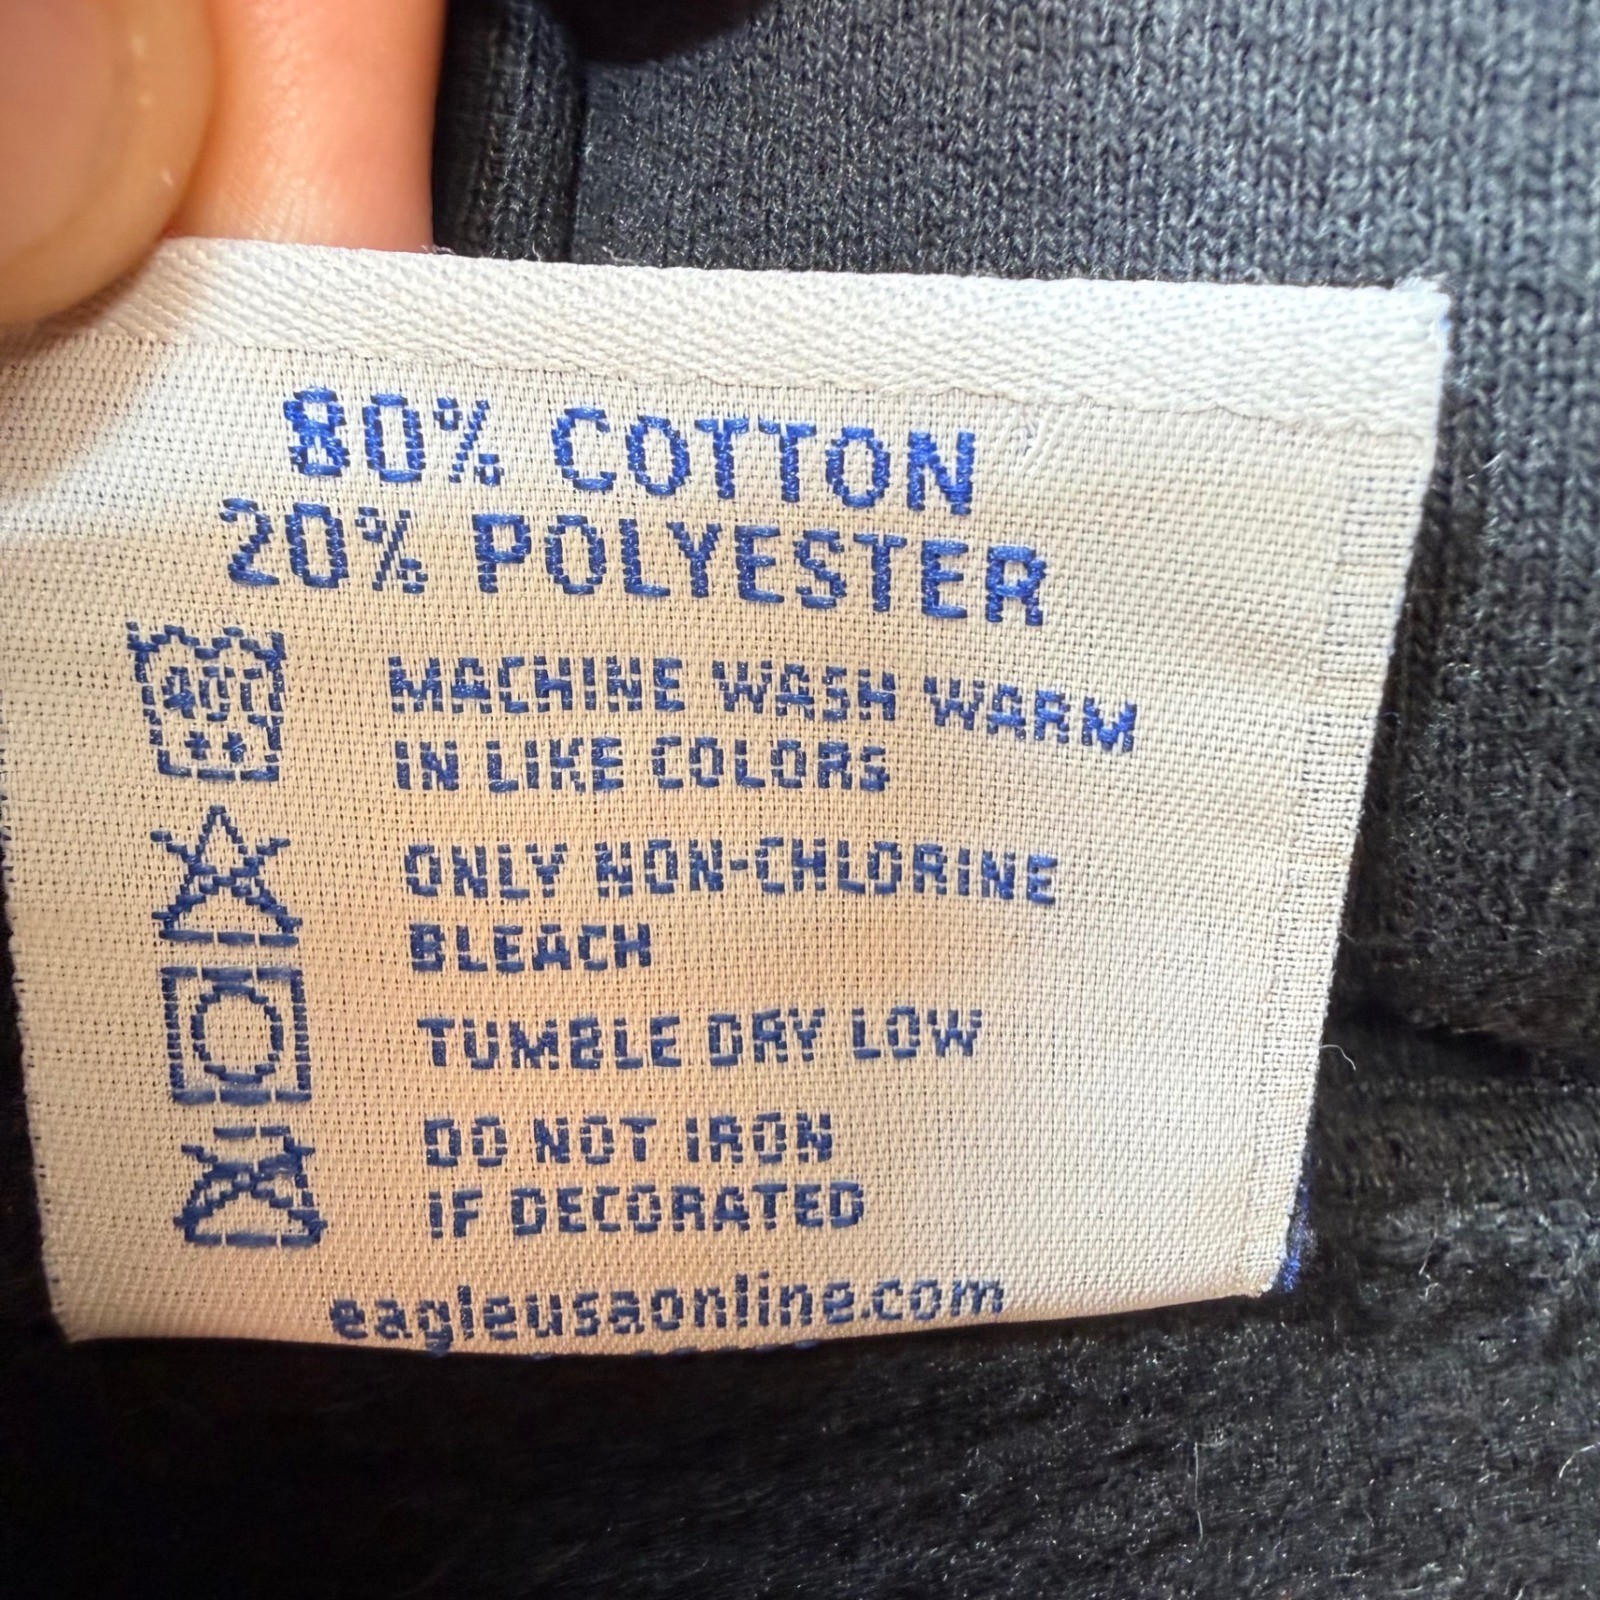 80% COTTON
20% POLYESTER
40°C
MACHINE WASH WARM
IN LIKE COLORS
ONLY NON-CHLORINE
BLEACH
TUMBLE DRY LOW
DO NOT IRON
IF DECORATED
eagleusaonline.com